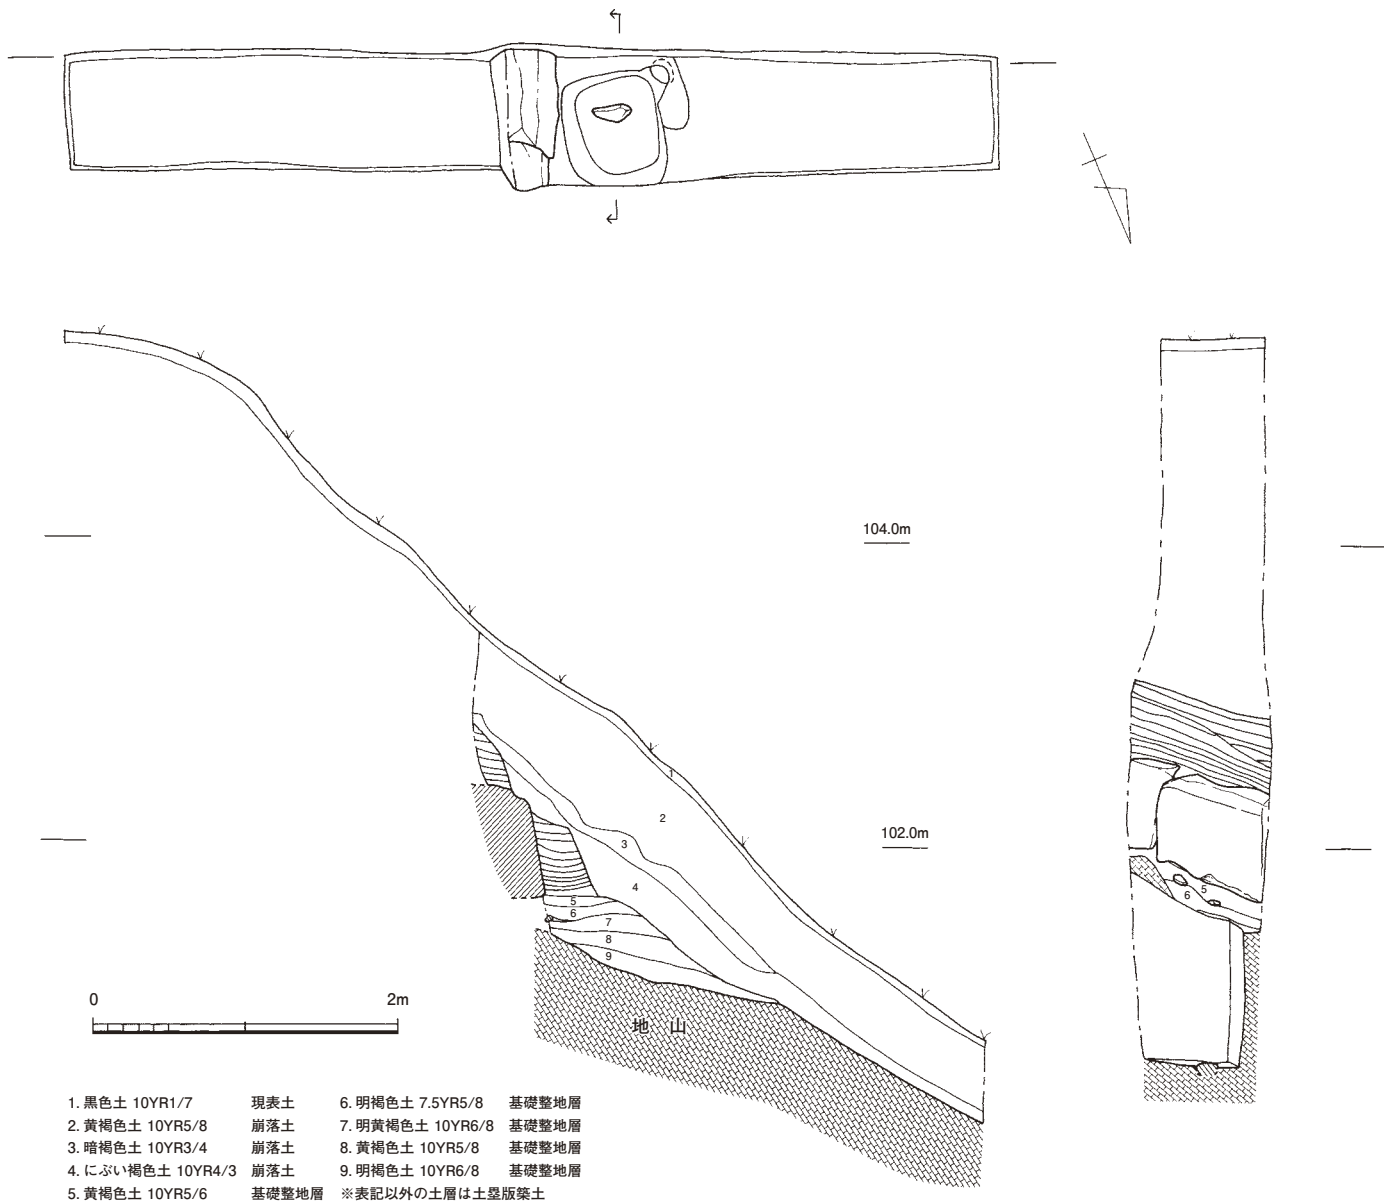 104.0m
1
2
102.0m
3
4
5
6
7
8
9
5
6
0 2m
地 山
1. 黒色土 10YR1/7 現表土
2. 黄褐色土 10YR5/8 崩落土
3. 暗褐色土 10YR3/4 崩落土
4. にぶい褐色土 10YR4/3 崩落土
5. 黄褐色土 10YR5/6 基礎整地層
6. 明褐色土 7.5YR5/8 基礎整地層
7. 明黄褐色土 10YR6/8 基礎整地層
8. 黄褐色土 10YR5/8 基礎整地層
9. 明褐色土 10YR6/8 基礎整地層
※表記以外の土層は土塁版築土